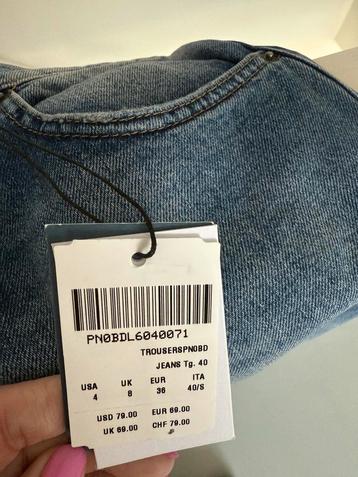 PN0BDL6040071
TROUSERSPNOBD
JEANS Tg. 40
USA UK EUR ITA
4 8 36 40/S
USD 79.00 EUR 69.00
UK 69.00 CHF 79.00